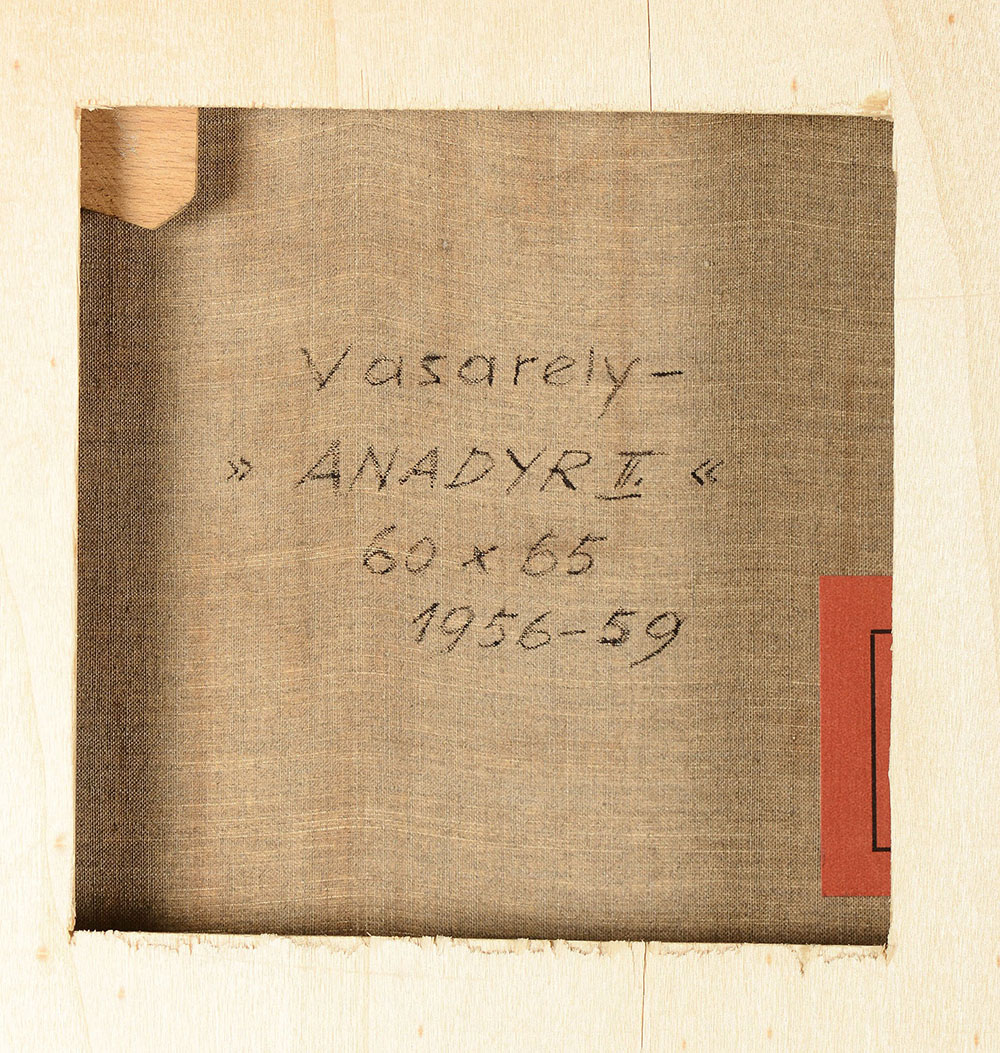 Vasarely-
» ANADYR II. «
60 x 65
1956-59